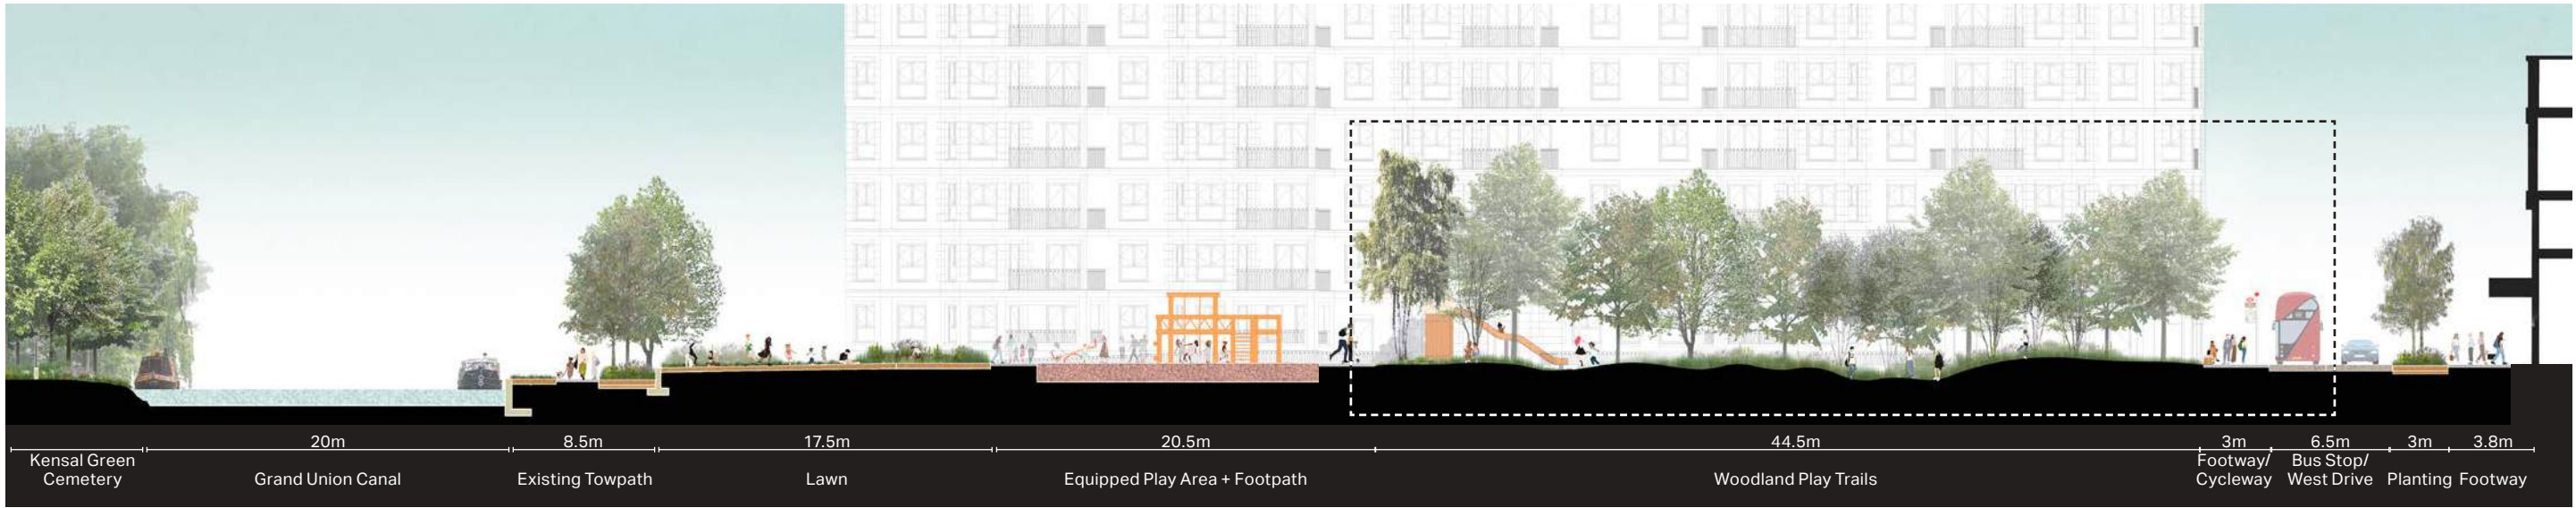 20m
8.5m
17.5m
20.5m
44.5m
3m
6.5m
3m
3.8m
Kensal Green
Cemetery
Grand Union Canal
Existing Towpath
Lawn
Equipped Play Area + Footpath
Woodland Play Trails
Footway/
Cycleway
Bus Stop/
West Drive
Planting
Footway